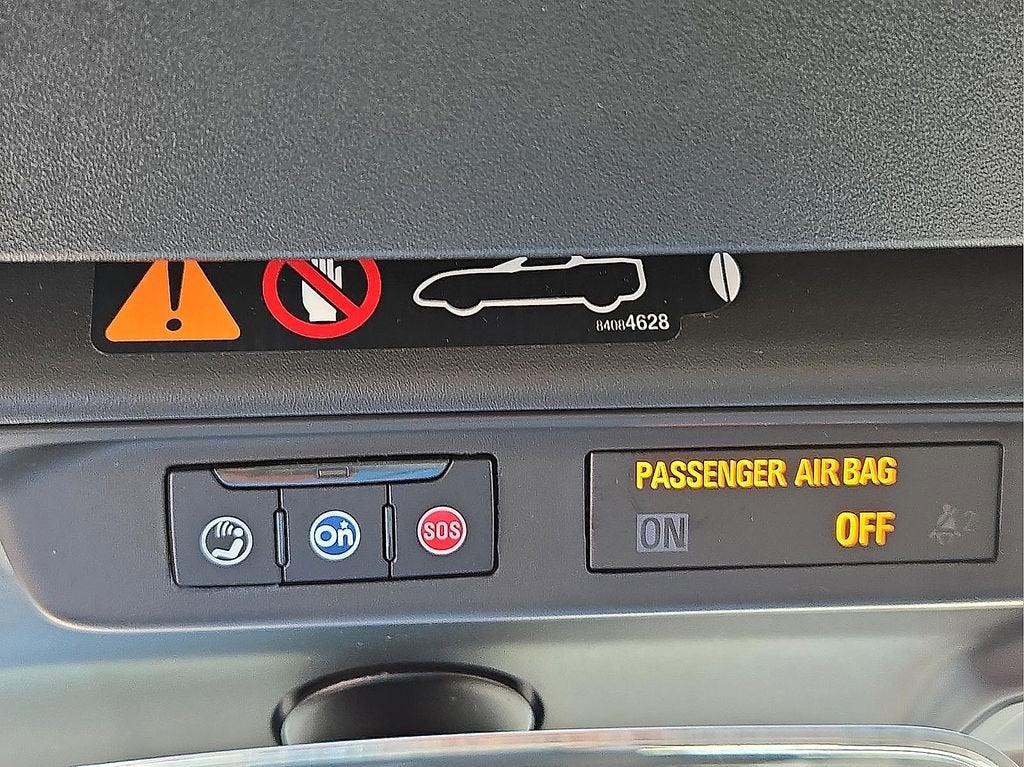 84084628
On
SOS
PASSENGER AIR BAG
ON OFF